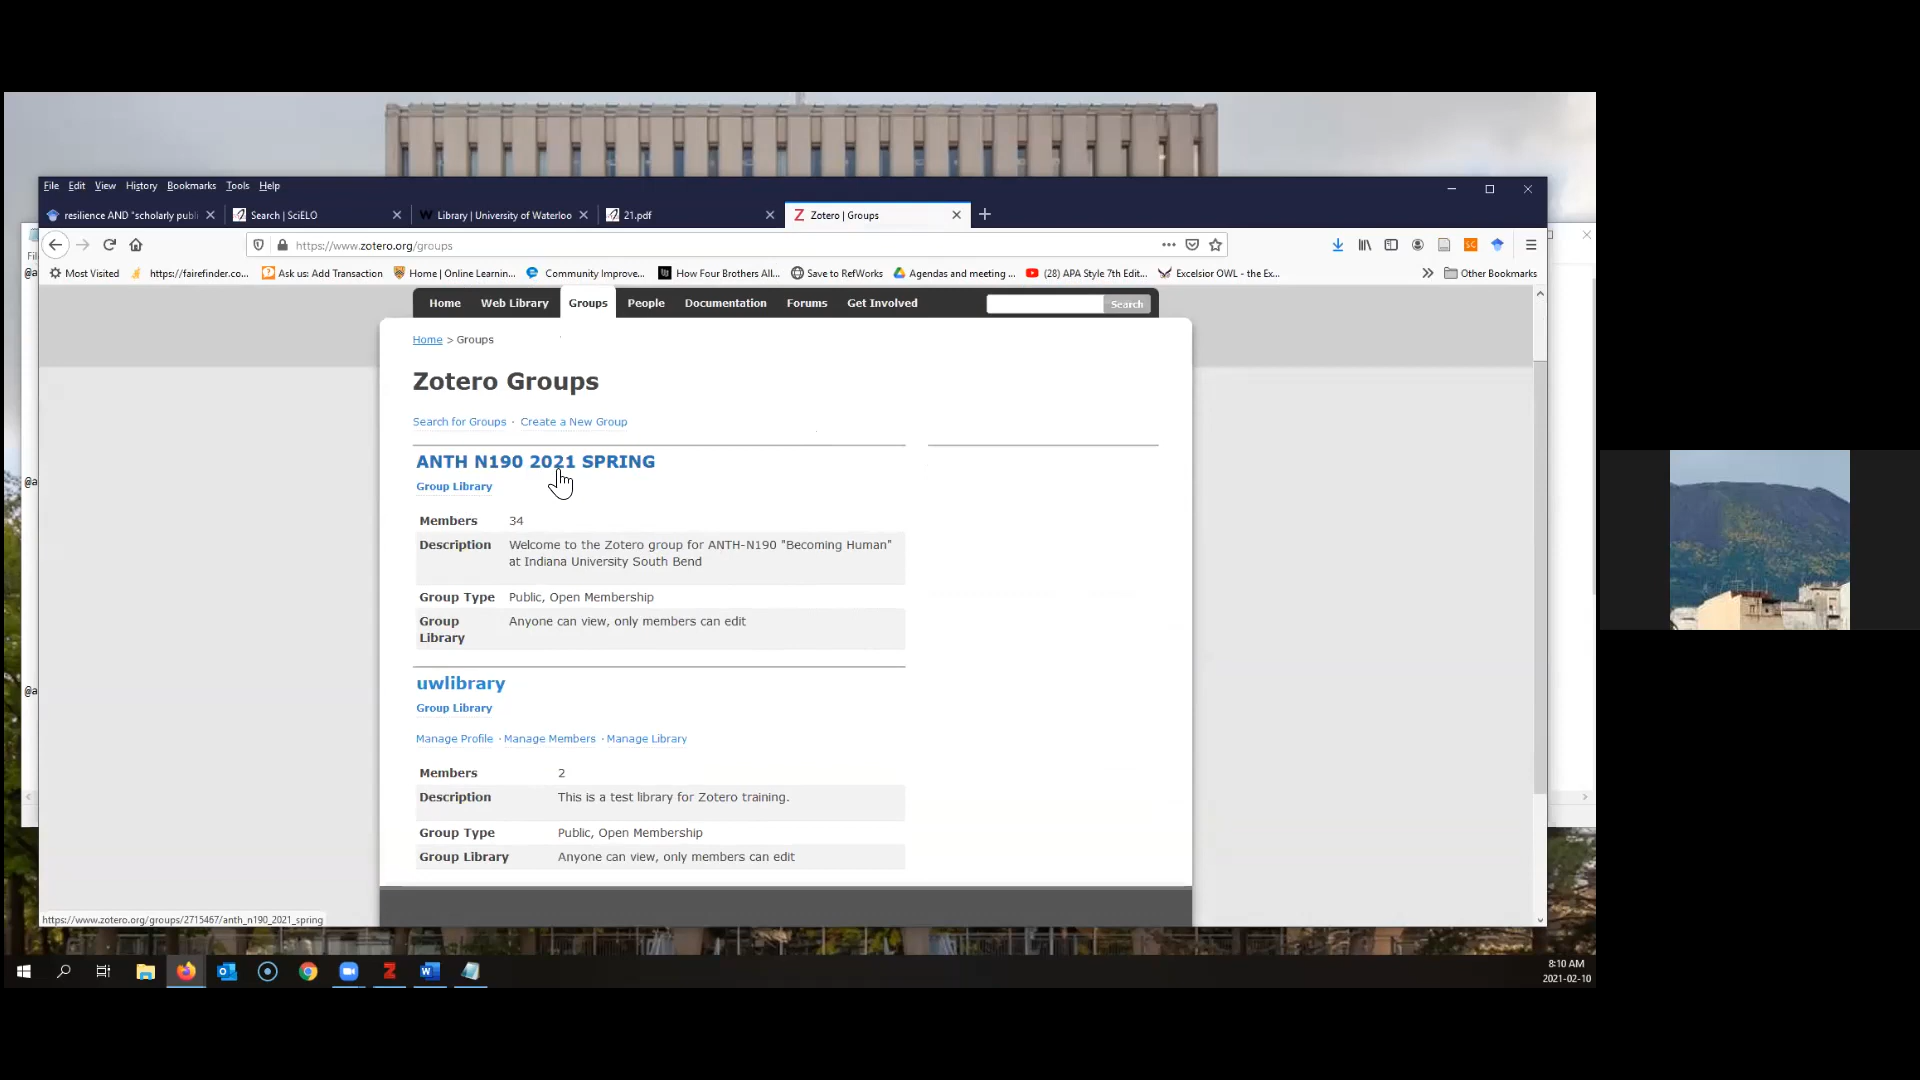 File Edit View History Bookmarks Tools Help
resilience AND "scholarly publ
Search | SciELO
Library | University of Waterloo
21.pdf
Zotero | Groups
https://www.zotero.org/groups
Most Visited
https://fairefinder.co...
Ask us: Add Transaction
Home | Online Learnin...
Community Improve...
How Four Brothers All...
Save to RefWorks
Agendas and meeting ...
(28) APA Style 7th Edit...
Excelsior OWL - the Ex...
Other Bookmarks
Home Web Library Groups People Documentation Forums Get Involved
Search
Home > Groups
Zotero Groups
Search for Groups · Create a New Group
ANTH N190 2021 SPRING
Group Library
Members 34
Description Welcome to the Zotero group for ANTH-N190 "Becoming Human"
at Indiana University South Bend
Group Type Public, Open Membership
Group Anyone can view, only members can edit
Library
uwlibrary
Group Library
Manage Profile · Manage Members · Manage Library
Members 2
Description This is a test library for Zotero training.
Group Type Public, Open Membership
Group Library Anyone can view, only members can edit
https://www.zotero.org/groups/2715467/anth_n190_2021_spring
8:10 AM
2021-02-10